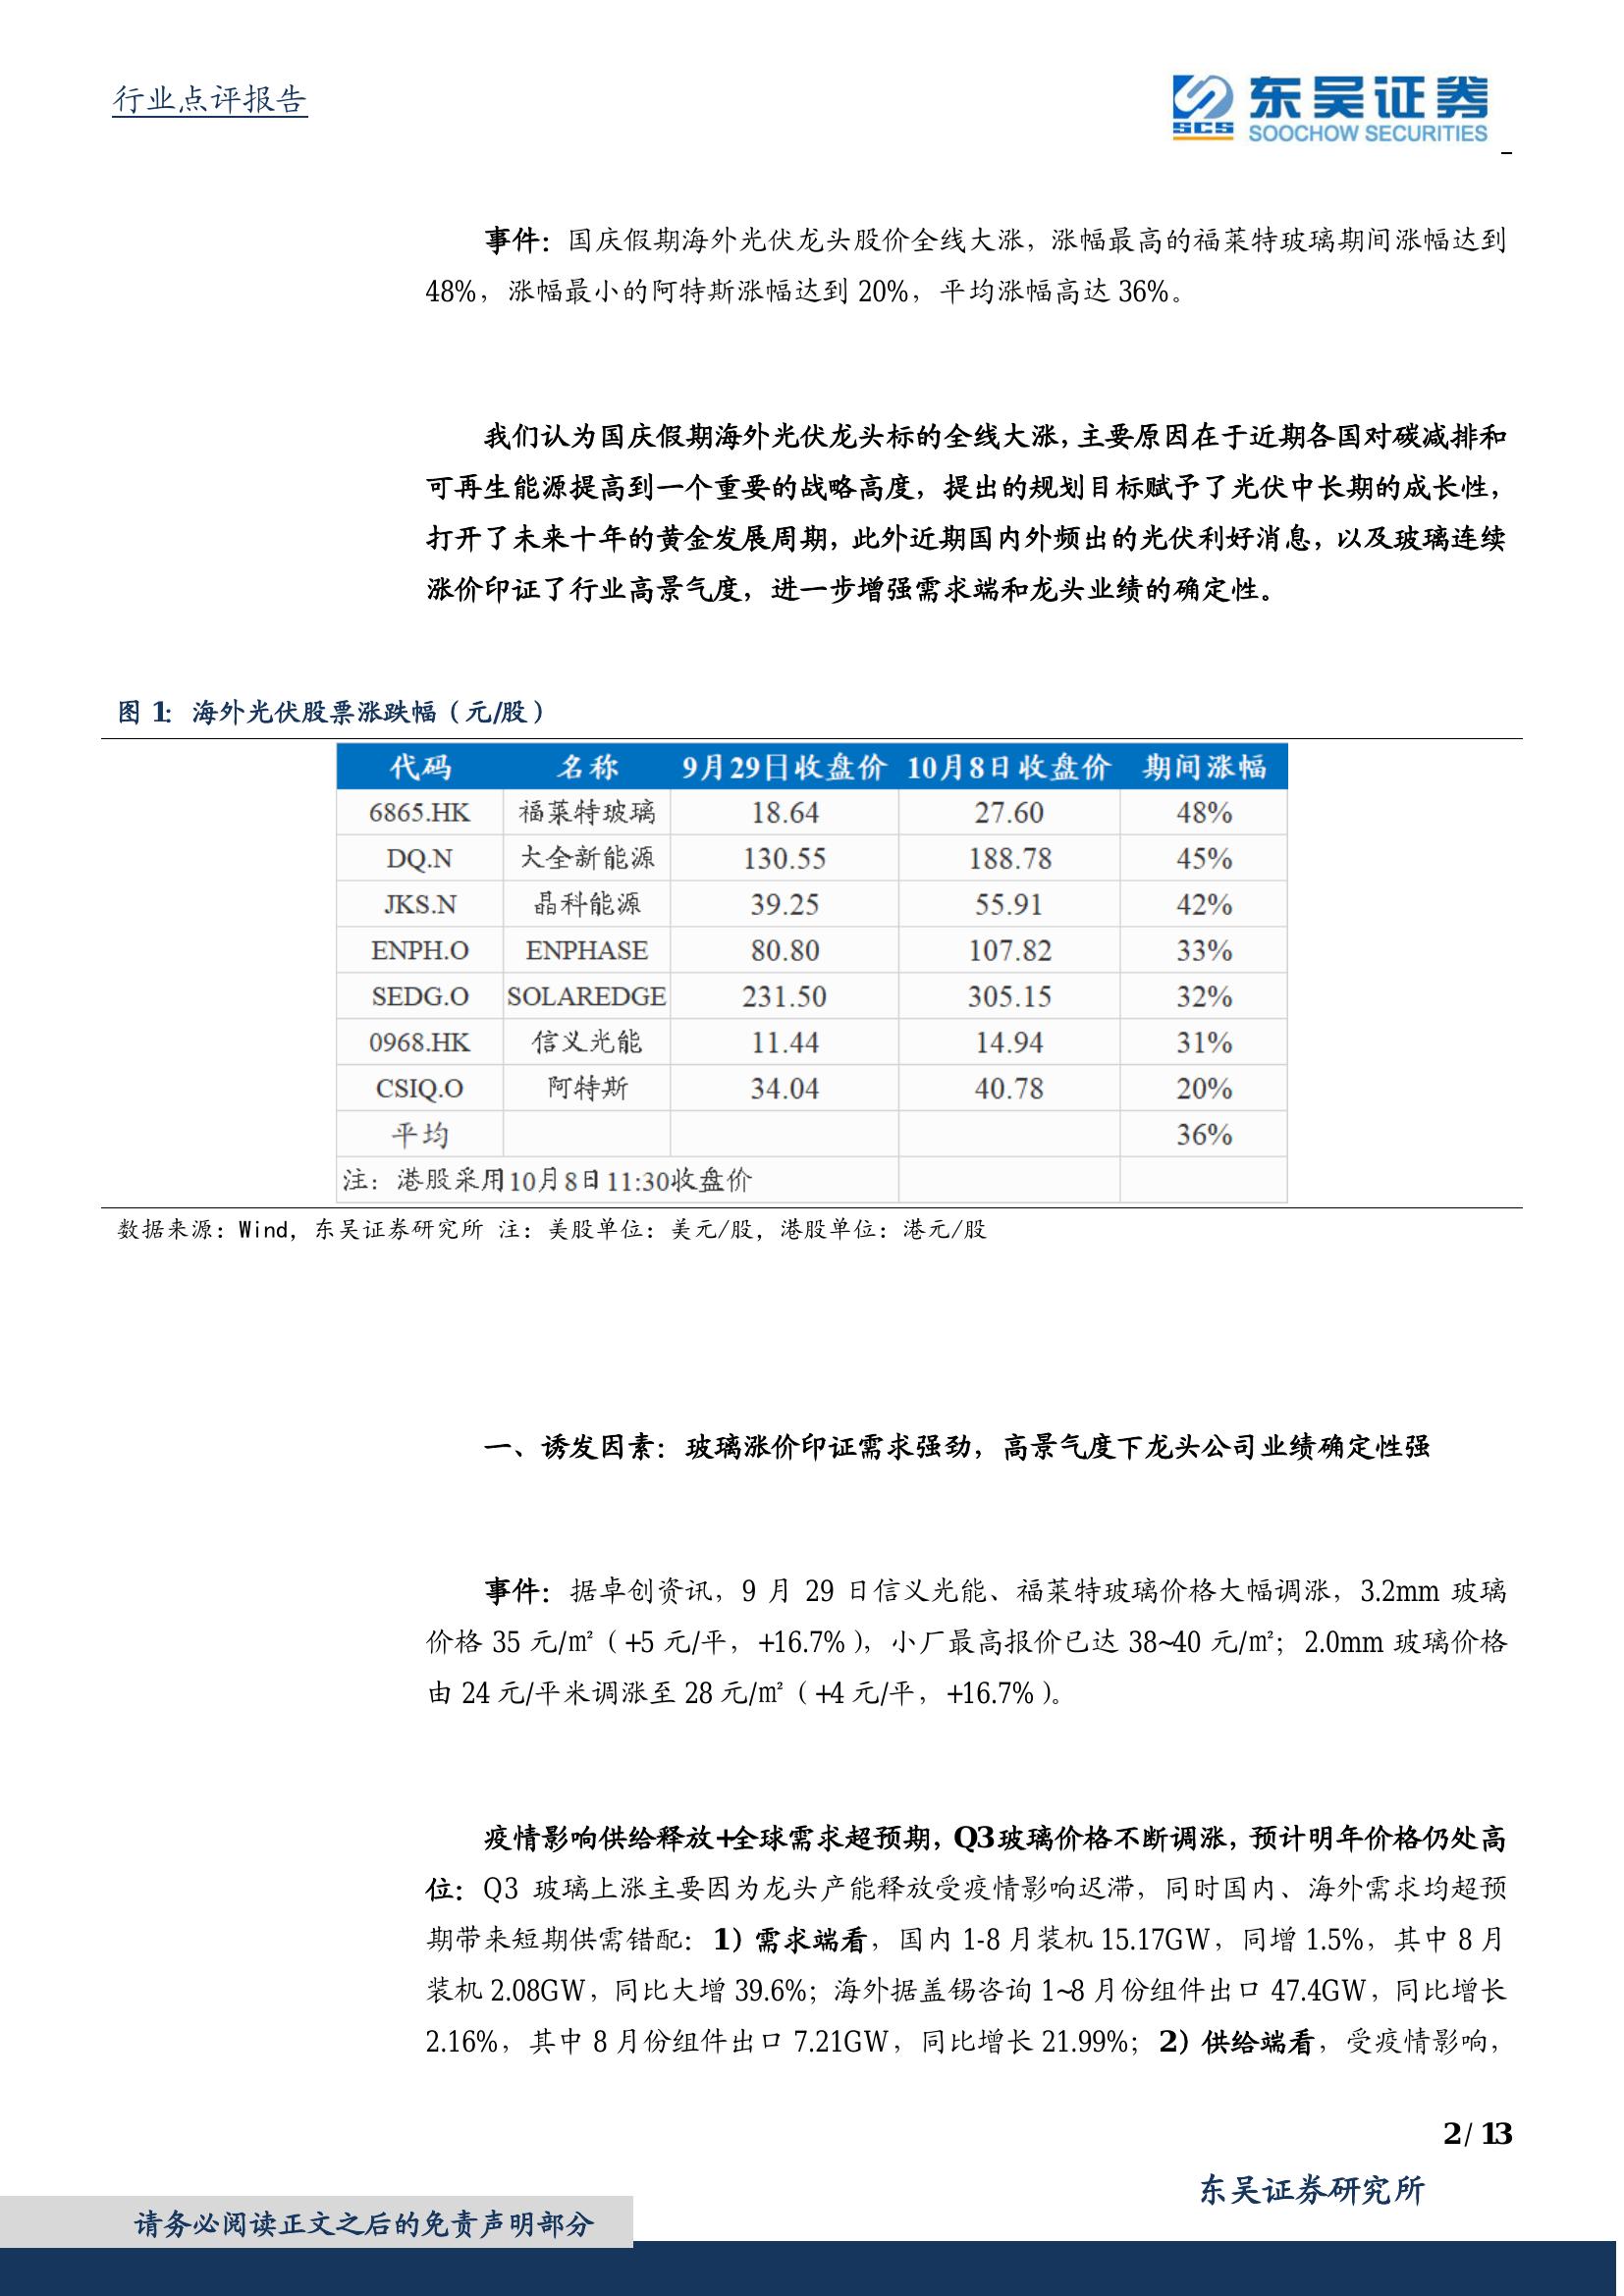 行业点评报告
东吴证券
SCS
SOOCHOW SECURITIES
事件：国庆假期海外光伏龙头股价全线大涨，涨幅最高的福莱特玻璃期间涨幅达到
48%，涨幅最小的阿特斯涨幅达到 20%，平均涨幅高达 36%。
我们认为国庆假期海外光伏龙头标的全线大涨，主要原因在于近期各国对碳减排和
可再生能源提高到一个重要的战略高度，提出的规划目标赋予了光伏中长期的成长性，
打开了未来十年的黄金发展周期，此外近期国内外频出的光伏利好消息，以及玻璃连续
涨价印证了行业高景气度，进一步增强需求端和龙头业绩的确定性。
图 1：海外光伏股票涨跌幅（元/股）
代码 名称 9月29日收盘价 10月8日收盘价 期间涨幅
6865.HK 福莱特玻璃 18.64 27.60 48%
DQ.N 大全新能源 130.55 188.78 45%
JKS.N 晶科能源 39.25 55.91 42%
ENPH.O ENPHASE 80.80 107.82 33%
SEDG.O SOLAREDGE 231.50 305.15 32%
0968.HK 信义光能 11.44 14.94 31%
CSIQ.O 阿特斯 34.04 40.78 20%
平均 36%
注：港股采用10月8日11:30收盘价
数据来源：Wind，东吴证券研究所 注：美股单位：美元/股，港股单位：港元/股
一、诱发因素：玻璃涨价印证需求强劲，高景气度下龙头公司业绩确定性强
事件：据卓创资讯，9 月 29 日信义光能、福莱特玻璃价格大幅调涨，3.2mm 玻璃
价格 35 元/㎡（+5 元/平，+16.7%），小厂最高报价已达 38~40 元/㎡；2.0mm 玻璃价格
由 24 元/平米调涨至 28 元/㎡（+4 元/平，+16.7%）。
疫情影响供给释放+全球需求超预期，Q3 玻璃价格不断调涨，预计明年价格仍处高
位：Q3 玻璃上涨主要因为龙头产能释放受疫情影响迟滞，同时国内、海外需求均超预
期带来短期供需错配：1）需求端看，国内 1-8 月装机 15.17GW，同增 1.5%，其中 8 月
装机 2.08GW，同比大增 39.6%；海外据盖锡咨询 1~8 月份组件出口 47.4GW，同比增长
2.16%，其中 8 月份组件出口 7.21GW，同比增长 21.99%；2）供给端看，受疫情影响，
2 / 13
东吴证券研究所
请务必阅读正文之后的免责声明部分